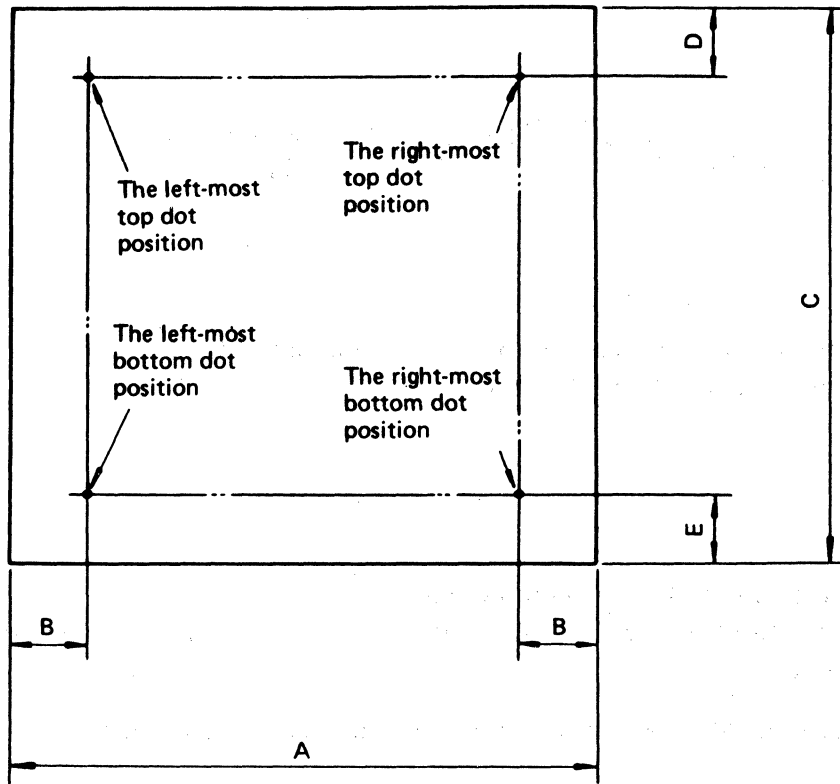 D
The left-most
top dot
position
The right-most
top dot
position
C
The left-most
bottom dot
position
The right-most
bottom dot
position
E
B
B
A